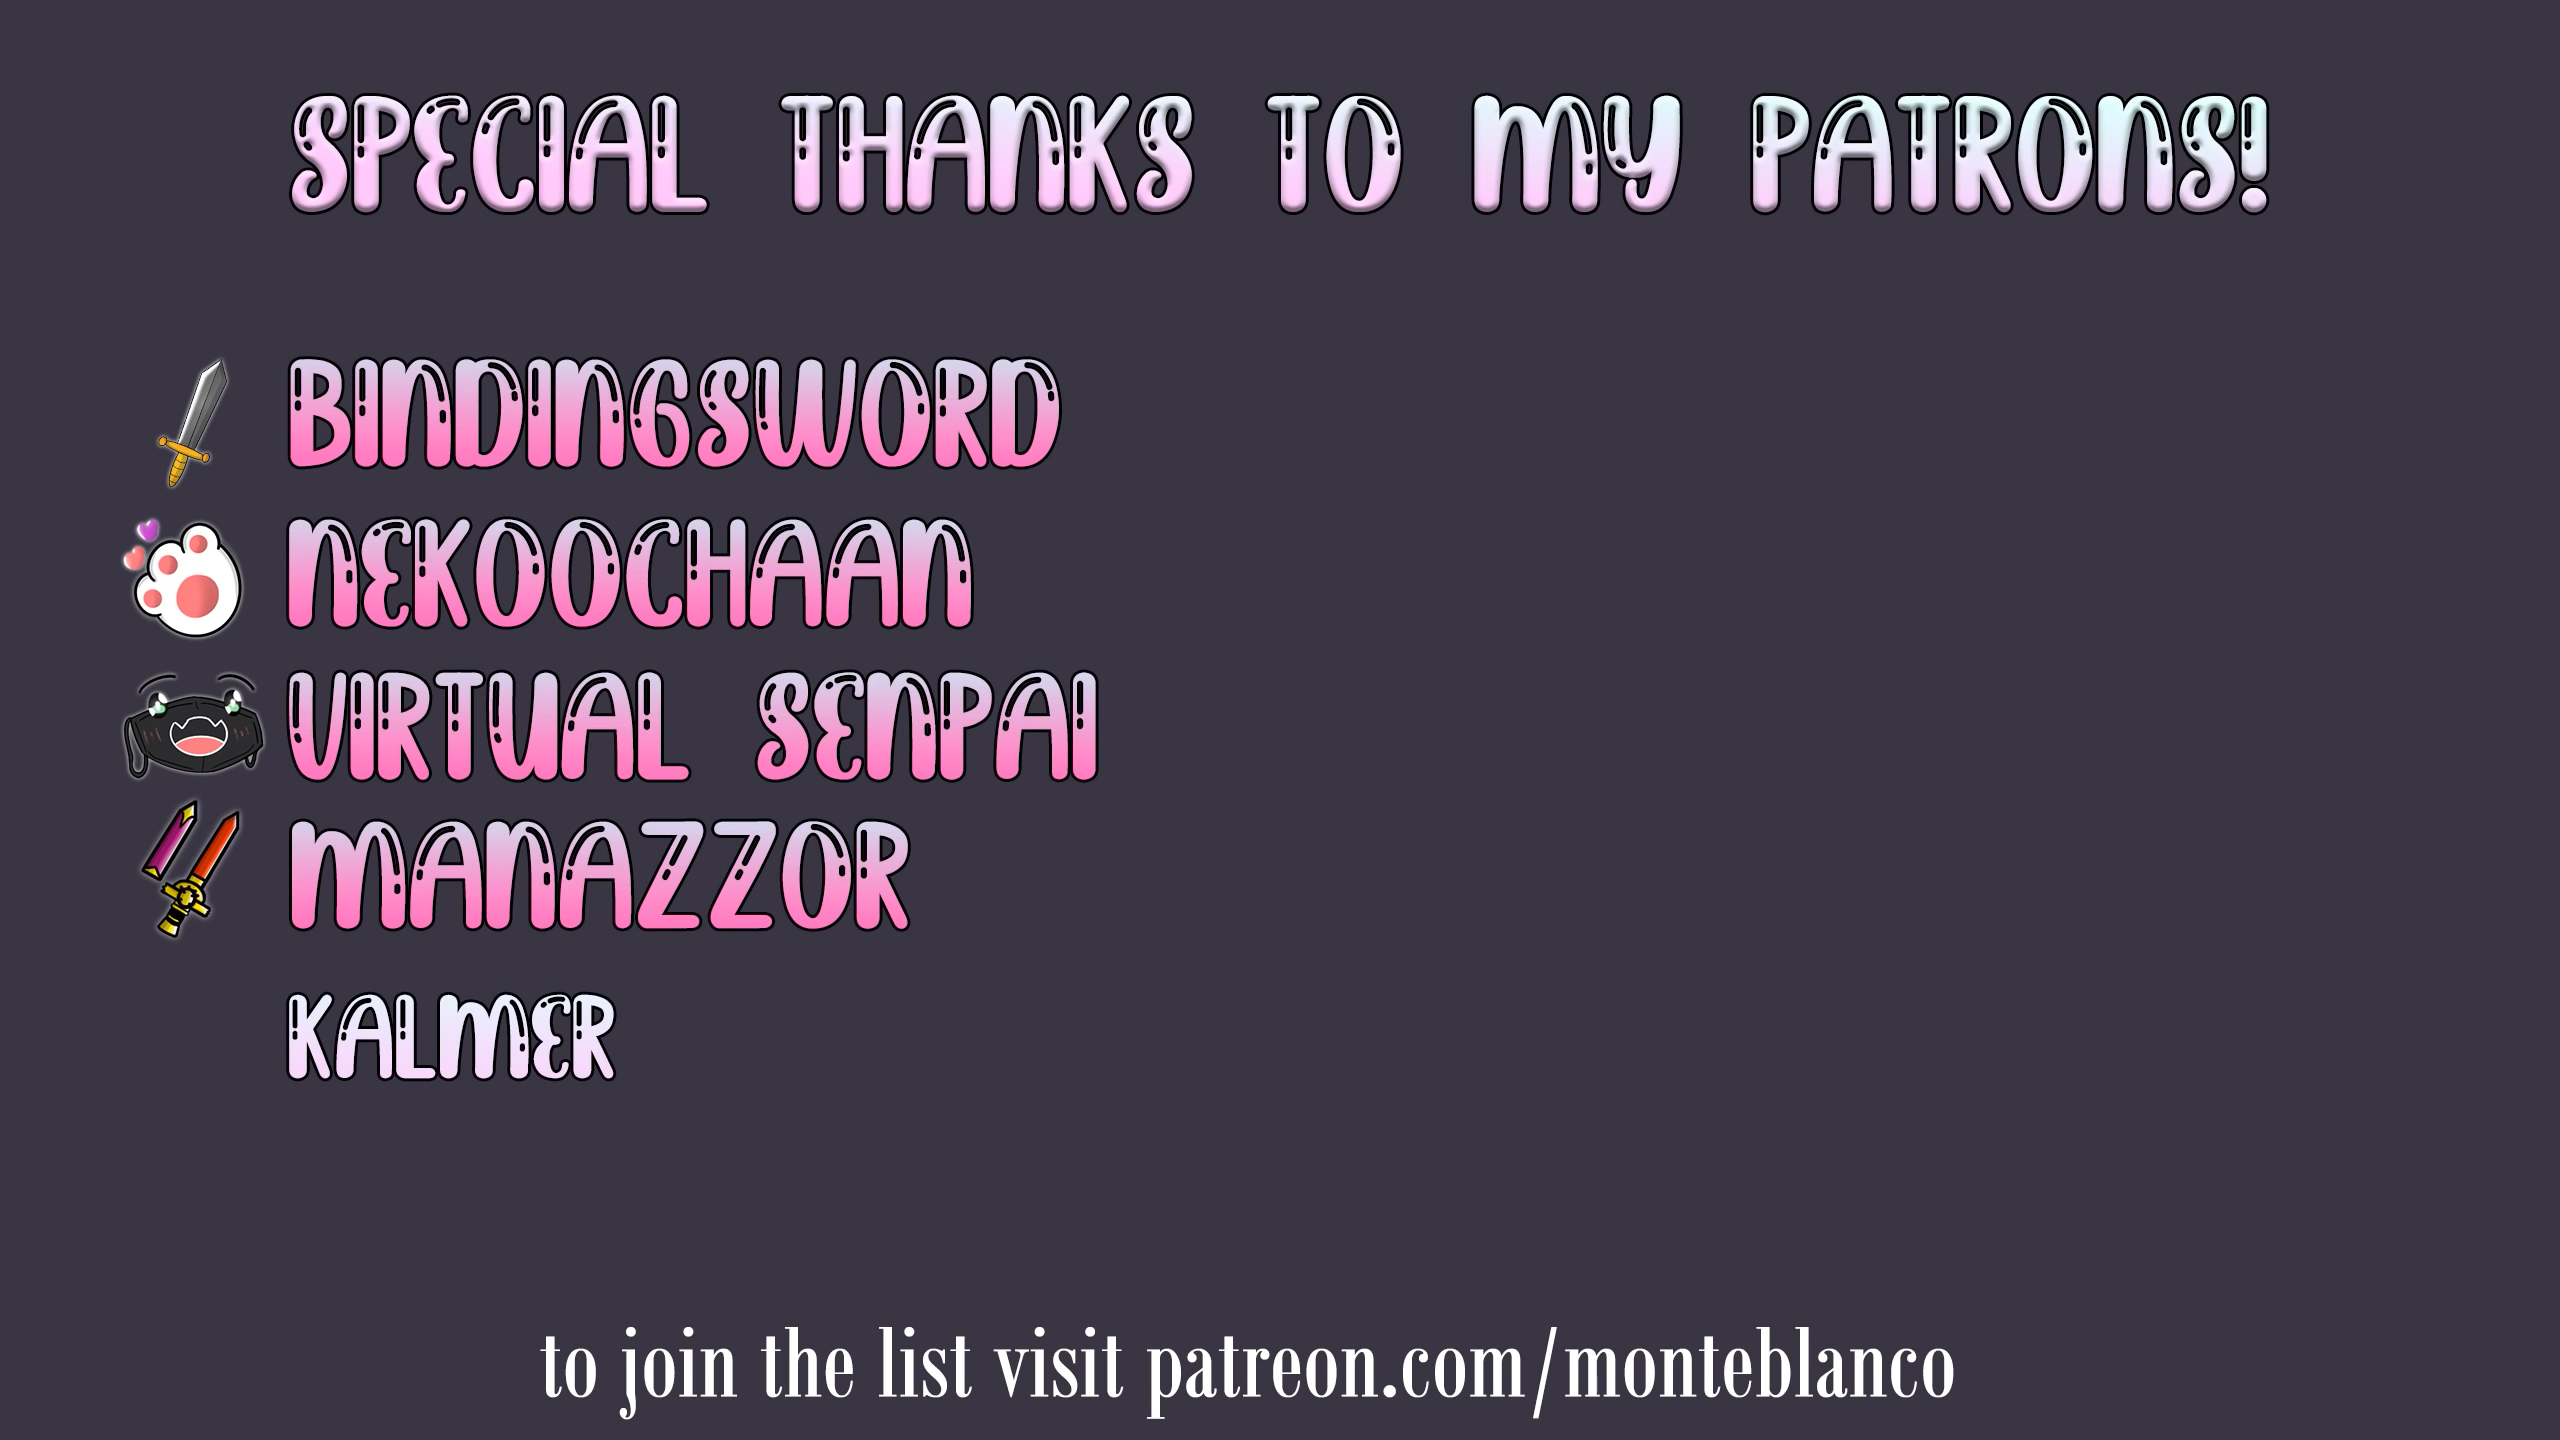 SPECIAL THANKS TO MY PATRONS!
BINDINGSWORD
NEKOOCHAAN
VIRTUAL SENPAI
MANAZZOR
KALMER
to join the list visit patreon.com/monteblanco